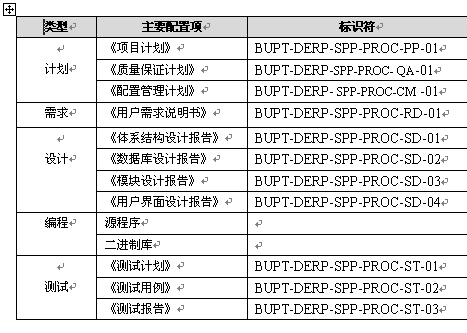 类型 主要配置项 标识符
《项目计划》 BUPT-DERP-SPP-PROC-PP-01
计划 《质量保证计划》 BUPT-DERP-SPP-PROC- QA-01
《配置管理计划》 BUPT-DERP- SPP-PROC-CM -01
需求 《用户需求说明书》 BUPT-DERP-SPP-PROC-RD-01
《体系结构设计报告》 BUPT-DERP-SPP-PROC-SD-01
设计 《数据库设计报告》 BUPT-DERP-SPP-PROC-SD-02
《模块设计报告》 BUPT-DERP-SPP-PROC-SD-03
《用户界面设计报告》 BUPT-DERP-SPP-PROC-SD-04
编程 源程序
二进制库
《测试计划》 BUPT-DERP-SPP-PROC-ST-01
测试 《测试用例》 BUPT-DERP-SPP-PROC-ST-02
《测试报告》 BUPT-DERP-SPP-PROC-ST-03